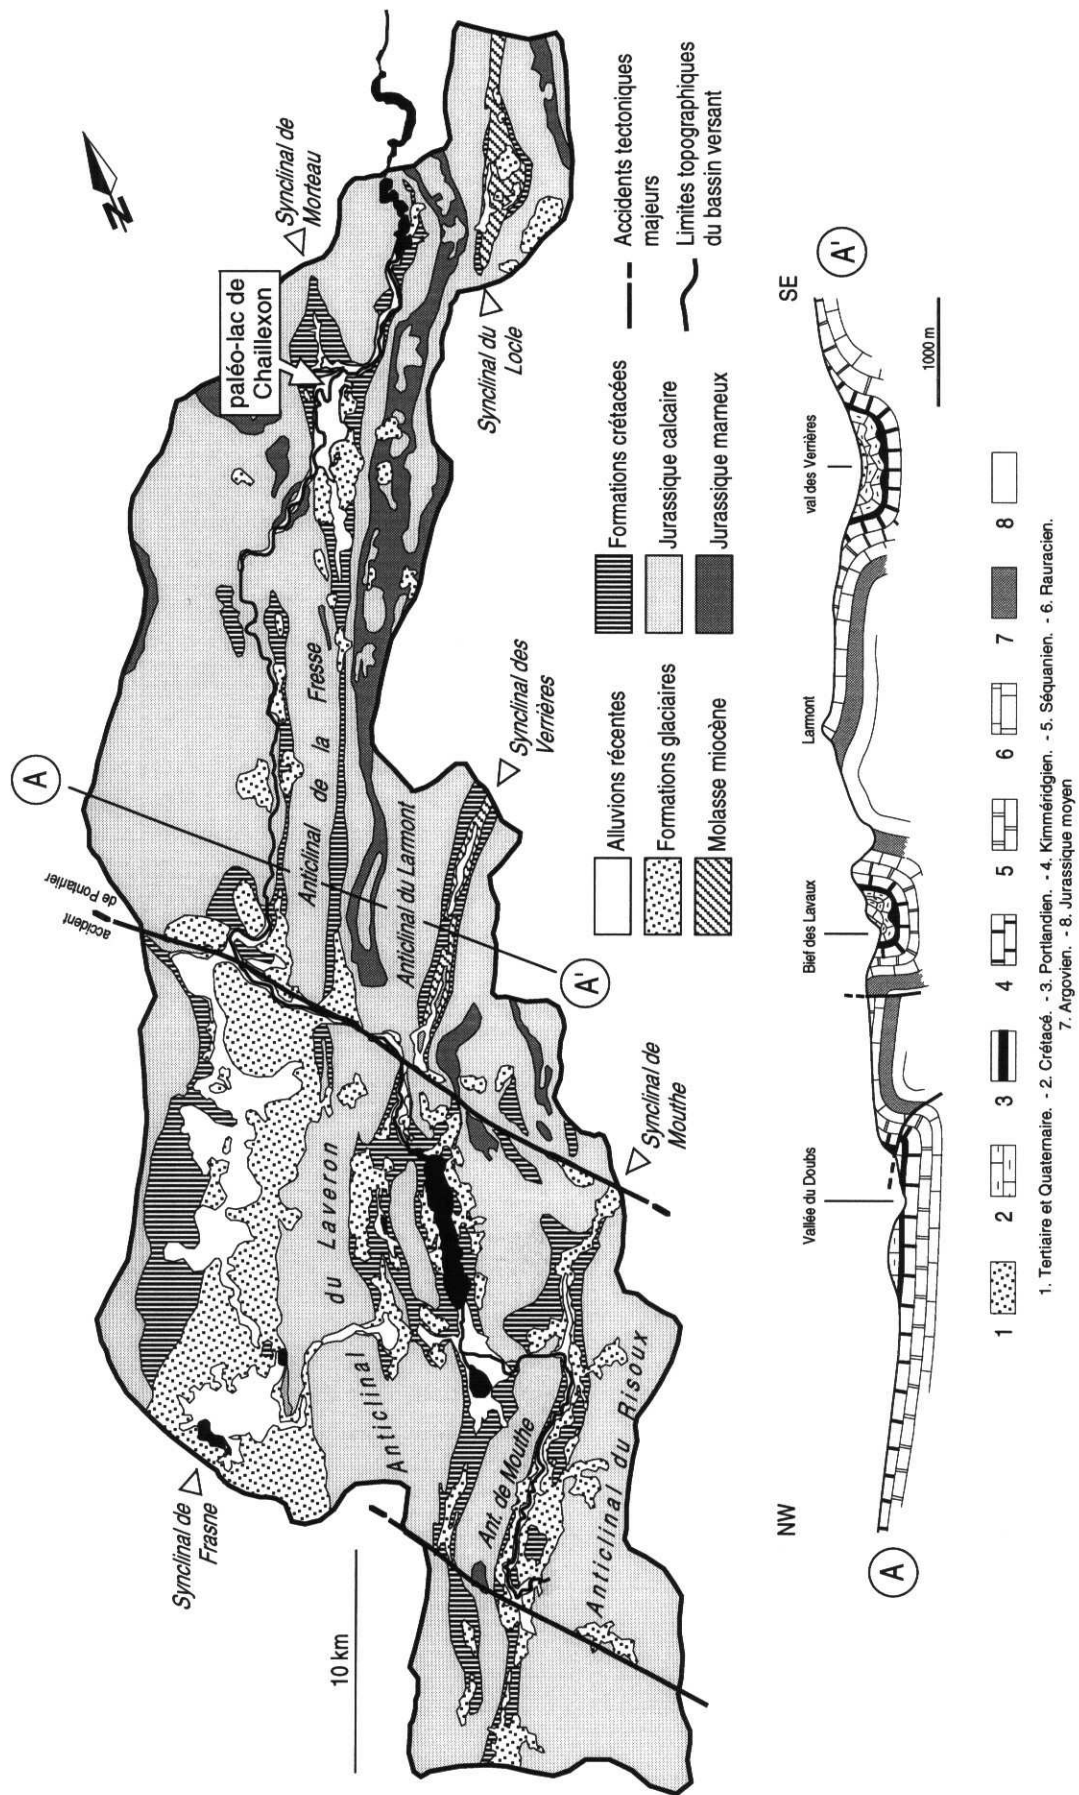 N
Synclinal de
Morteau
paléo-lac de
Chaillexon
Synclinal du
Locle
A
accident
de Pontarlier
Anticlinal de la Fresse
Anticlinal du Larmont
Synclinal des
Verrières
A'
Synclinal de
Mouthe
Anticlinal du Laveron
Synclinal de
Frasne
Ant. de Mouthe
Anticlinal du Risoux
10 km
Alluvions récentes
Formations glaciaires
Molasse miocène
Formations crétacées
Jurassique calcaire
Jurassique marneux
Accidents tectoniques
majeurs
Limites topographiques
du bassin versant
NW
SE
A
A'
Vallée du Doubs
Bief des Lavaux
Larmont
val des Verrières
1000 m
1 2 3 4 5 6 7 8
1. Tertiaire et Quaternaire. - 2. Crétacé. - 3. Portlandien. - 4. Kimméridgien. - 5. Séquanien. - 6. Rauracien.
7. Argovien. - 8. Jurassique moyen